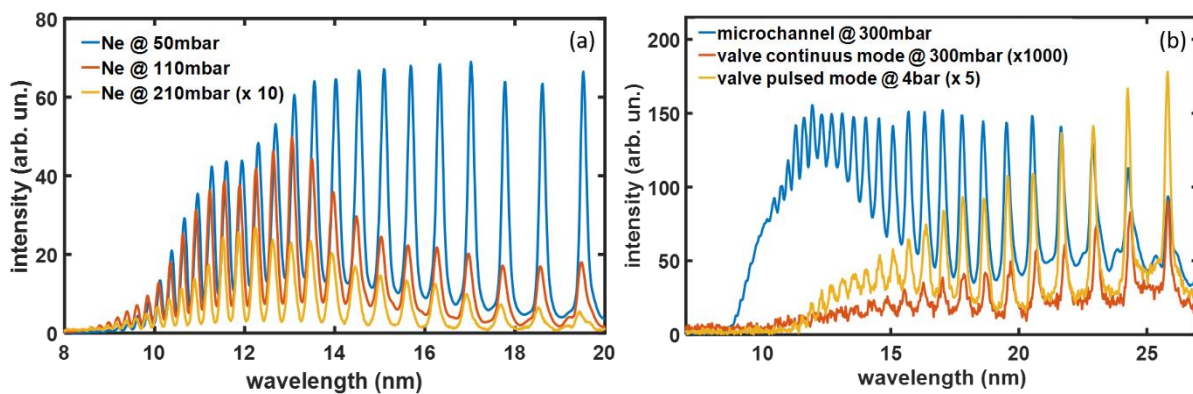 (a)
Ne @ 50mbar
Ne @ 110mbar
Ne @ 210mbar (x 10)
80
60
40
20
0
8 10 12 14 16 18 20
intensity (arb. un.)
wavelength (nm)
(b)
microchannel @ 300mbar
valve continuus mode @ 300mbar (x1000)
valve pulsed mode @ 4bar (x 5)
200
150
100
50
0
10 15 20 25
intensity (arb. un.)
wavelength (nm)